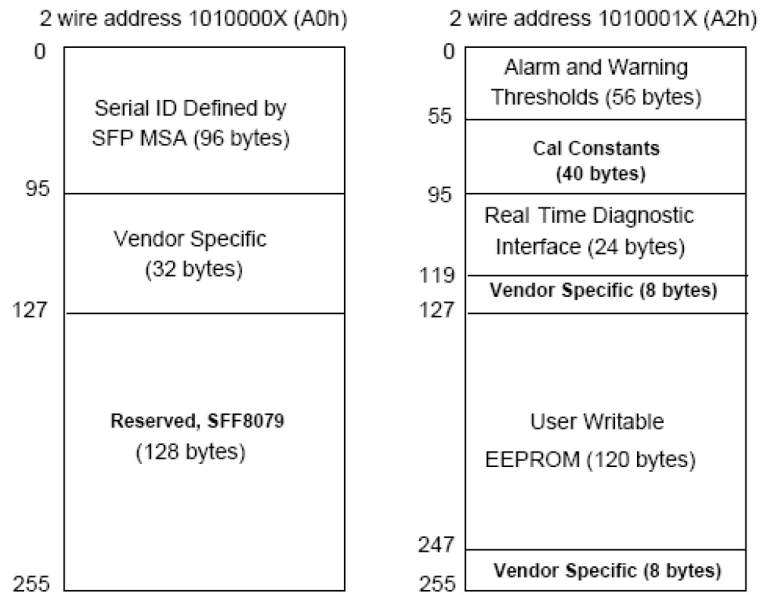 2 wire address 1010000X (A0h)
0
Serial ID Defined by
SFP MSA (96 bytes)
95
Vendor Specific
(32 bytes)
127
Reserved, SFF8079
(128 bytes)
255
2 wire address 1010001X (A2h)
0
Alarm and Warning
Thresholds (56 bytes)
55
Cal Constants
(40 bytes)
95
Real Time Diagnostic
Interface (24 bytes)
119
Vendor Specific (8 bytes)
127
User Writable
EEPROM (120 bytes)
247
Vendor Specific (8 bytes)
255